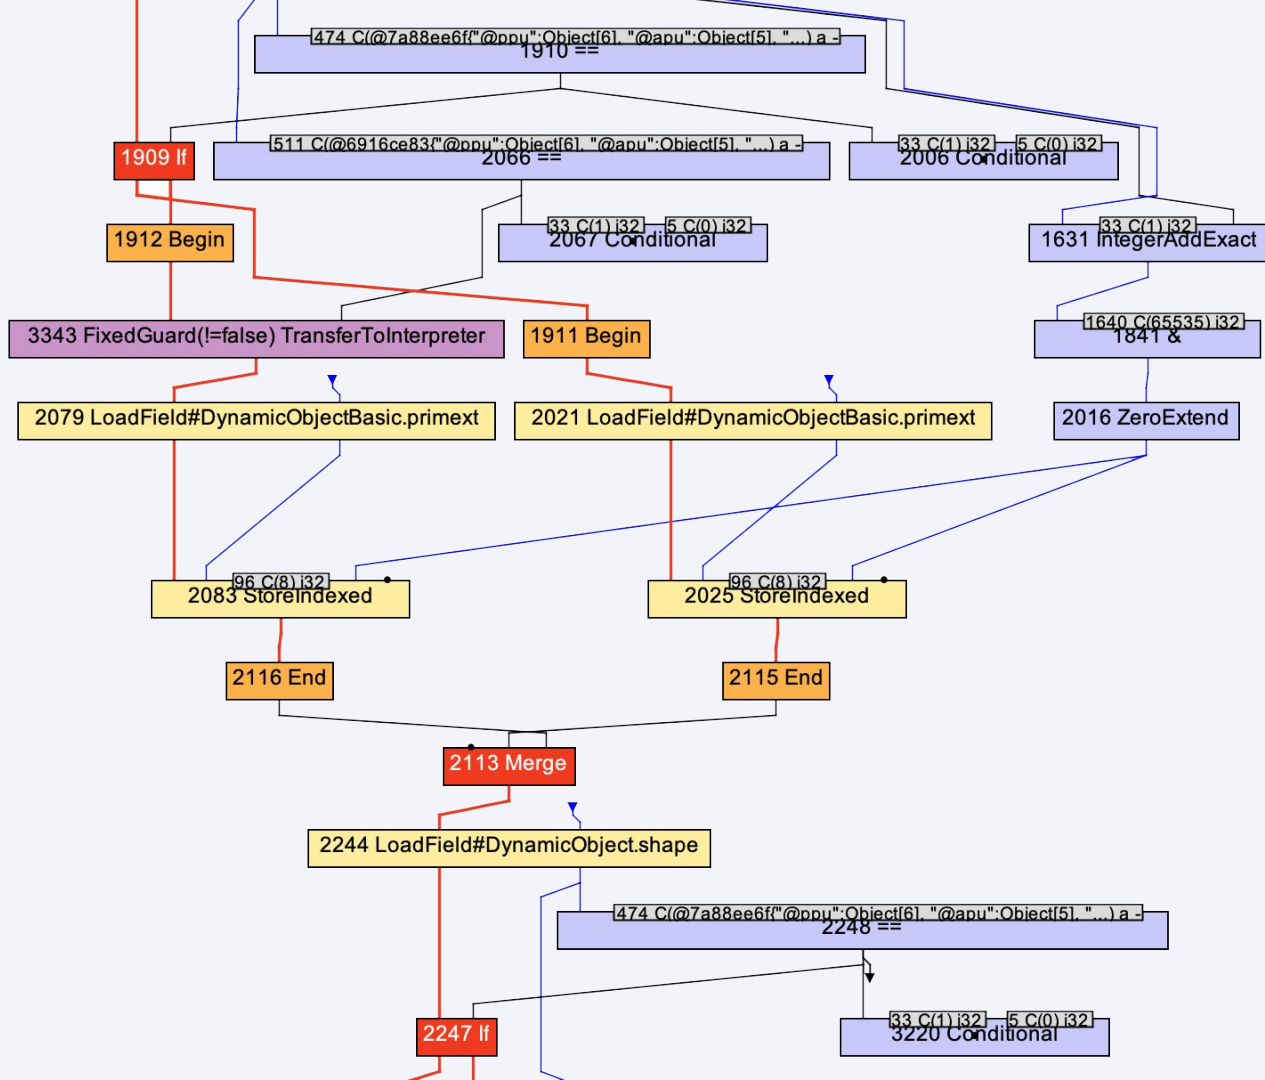 474 C(@7a88ee6f{"@ppu":Object[6], "@apu":Object[5], "...) a -
1910 ==
1909 If
511 C(@6916ce83{"@ppu":Object[6], "@apu":Object[5], "...) a -
2066 ==
33 C(1) i32 5 C(0) i32
2006 Conditional
1912 Begin
33 C(1) i32 5 C(0) i32
2067 Conditional
33 C(1) i32
1631 IntegerAddExact
3343 FixedGuard(!=false) TransferToInterpreter
1911 Begin
1640 C(65535) i32
1841 &
2079 LoadField#DynamicObjectBasic.primext
2021 LoadField#DynamicObjectBasic.primext
2016 ZeroExtend
96 C(8) i32
2083 StoreIndexed
96 C(8) i32
2025 StoreIndexed
2116 End
2115 End
2113 Merge
2244 LoadField#DynamicObject.shape
474 C(@7a88ee6f{"@ppu":Object[6], "@apu":Object[5], "...) a -
2248 ==
2247 If
33 C(1) i32 5 C(0) i32
3220 Conditional